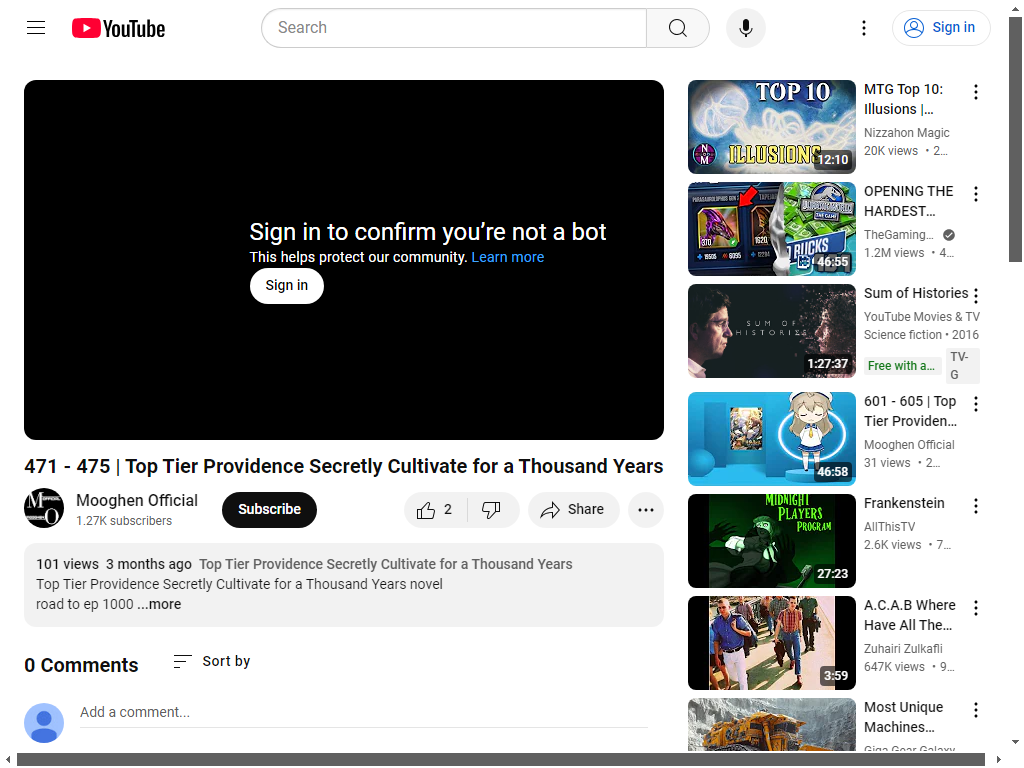 YouTube
Search
Sign in
Sign in to confirm you're not a bot
This helps protect our community. Learn more
Sign in
471 - 475 | Top Tier Providence Secretly Cultivate for a Thousand Years
Mooghen Official
1.27K subscribers
Subscribe
2
Share
101 views 3 months ago Top Tier Providence Secretly Cultivate for a Thousand Years
Top Tier Providence Secretly Cultivate for a Thousand Years novel
road to ep 1000 ...more
0 Comments
Sort by
Add a comment...
TOP 10
ILLUSIONS
12:10
MTG Top 10:
Illusions |...
Nizzahon Magic
20K views • 2...
370
1620
BUCKS
46:55
OPENING THE
HARDEST...
TheGaming...
1.2M views • 4...
SUM OF
HISTORIES
1:27:37
Sum of Histories
YouTube Movies & TV
Science fiction • 2016
Free with a...
TV-
G
46:58
601 - 605 | Top
Tier Providen...
Mooghen Official
31 views • 2...
MIDNIGHT
PLAYERS
PROGRAM
27:23
Frankenstein
AllThisTV
2.6K views • 7...
3:59
A.C.A.B Where
Have All The...
Zuhairi Zulkafli
647K views • 9...
Most Unique
Machines...
Giga Gear Galaxy